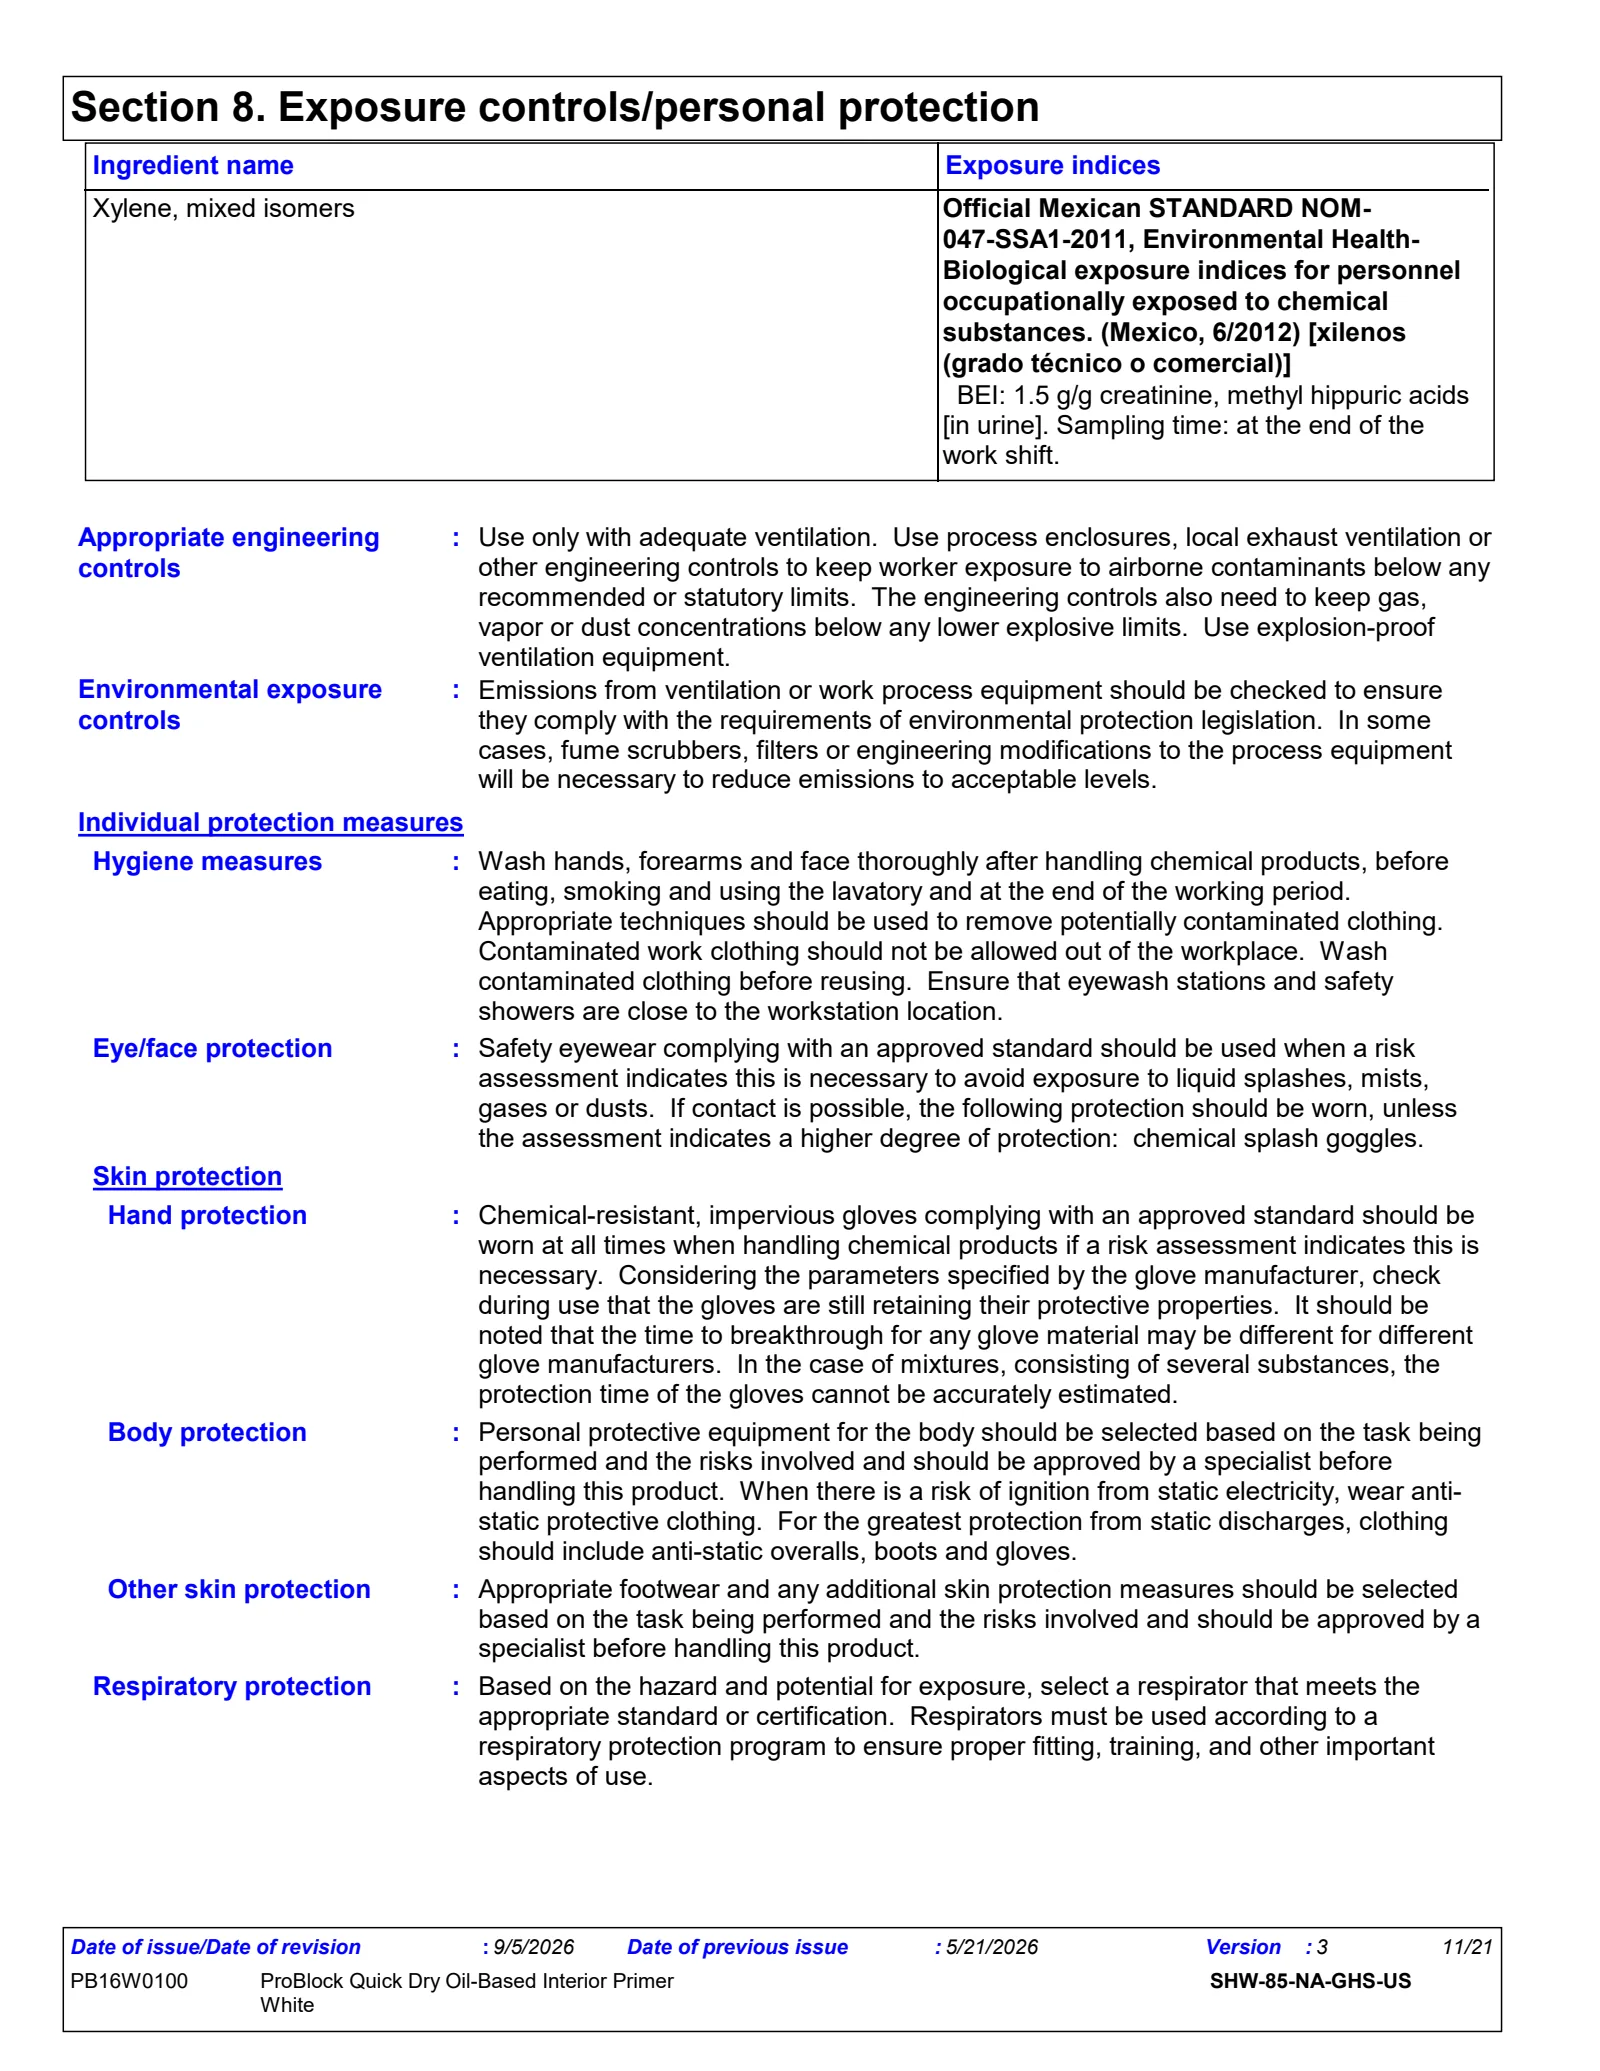 Section 8. Exposure controls/personal protection
Ingredient name Exposure indices
Xylene, mixed isomers Official Mexican STANDARD NOM-
047-SSA1-2011, Environmental Health-
Biological exposure indices for personnel
occupationally exposed to chemical
substances. (Mexico, 6/2012) [xilenos
(grado técnico o comercial)]
BEI: 1.5 g/g creatinine, methyl hippuric acids
[in urine]. Sampling time: at the end of the
work shift.
Appropriate engineering : Use only with adequate ventilation. Use process enclosures, local exhaust ventilation or
controls other engineering controls to keep worker exposure to airborne contaminants below any
recommended or statutory limits. The engineering controls also need to keep gas,
vapor or dust concentrations below any lower explosive limits. Use explosion-proof
ventilation equipment.
Environmental exposure : Emissions from ventilation or work process equipment should be checked to ensure
controls they comply with the requirements of environmental protection legislation. In some
cases, fume scrubbers, filters or engineering modifications to the process equipment
will be necessary to reduce emissions to acceptable levels.
Individual protection measures
Hygiene measures : Wash hands, forearms and face thoroughly after handling chemical products, before
eating, smoking and using the lavatory and at the end of the working period.
Appropriate techniques should be used to remove potentially contaminated clothing.
Contaminated work clothing should not be allowed out of the workplace. Wash
contaminated clothing before reusing. Ensure that eyewash stations and safety
showers are close to the workstation location.
Eye/face protection : Safety eyewear complying with an approved standard should be used when a risk
assessment indicates this is necessary to avoid exposure to liquid splashes, mists,
gases or dusts. If contact is possible, the following protection should be worn, unless
the assessment indicates a higher degree of protection: chemical splash goggles.
Skin protection
Hand protection : Chemical-resistant, impervious gloves complying with an approved standard should be
worn at all times when handling chemical products if a risk assessment indicates this is
necessary. Considering the parameters specified by the glove manufacturer, check
during use that the gloves are still retaining their protective properties. It should be
noted that the time to breakthrough for any glove material may be different for different
glove manufacturers. In the case of mixtures, consisting of several substances, the
protection time of the gloves cannot be accurately estimated.
Body protection : Personal protective equipment for the body should be selected based on the task being
performed and the risks involved and should be approved by a specialist before
handling this product. When there is a risk of ignition from static electricity, wear anti-
static protective clothing. For the greatest protection from static discharges, clothing
should include anti-static overalls, boots and gloves.
Other skin protection : Appropriate footwear and any additional skin protection measures should be selected
based on the task being performed and the risks involved and should be approved by a
specialist before handling this product.
Respiratory protection : Based on the hazard and potential for exposure, select a respirator that meets the
appropriate standard or certification. Respirators must be used according to a
respiratory protection program to ensure proper fitting, training, and other important
aspects of use.
Date of issue/Date of revision : 9/5/2026 Date of previous issue : 5/21/2026 Version : 3 11/21
PB16W0100 ProBlock Quick Dry Oil-Based Interior Primer SHW-85-NA-GHS-US
White